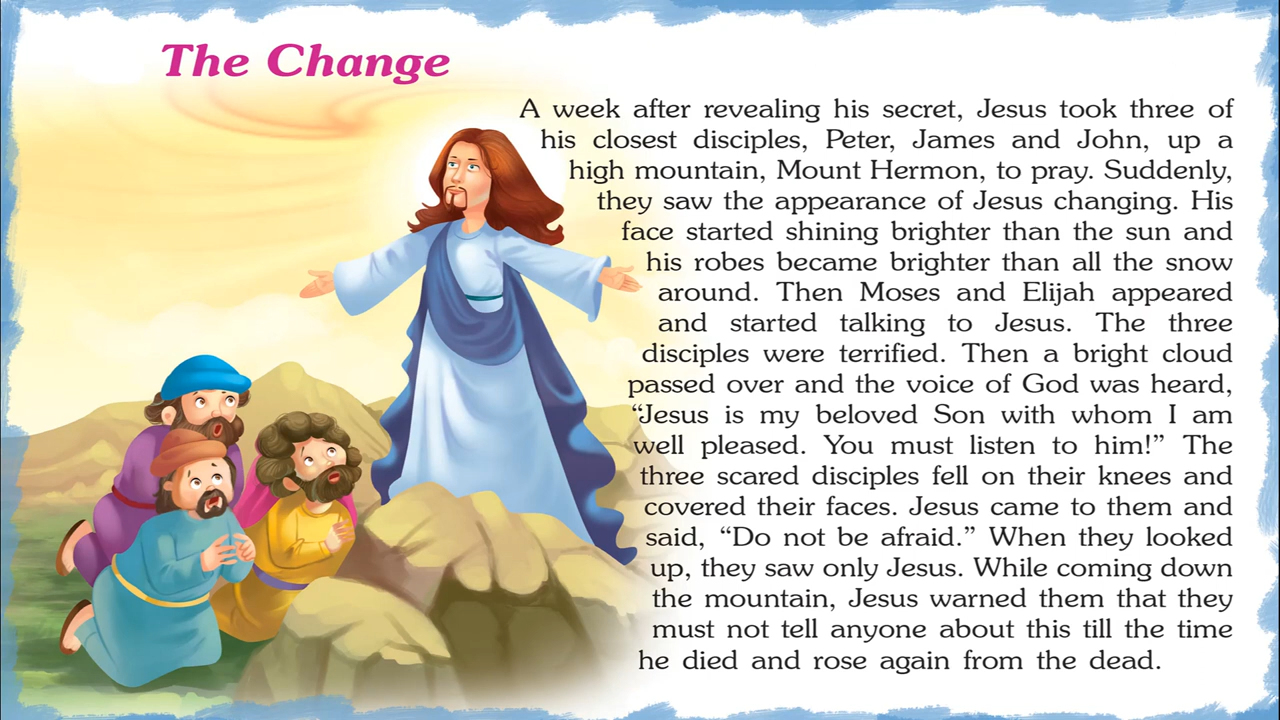 The Change
A week after revealing his secret, Jesus took three of
his closest disciples, Peter, James and John, up a
high mountain, Mount Hermon, to pray. Suddenly,
they saw the appearance of Jesus changing. His
face started shining brighter than the sun and
his robes became brighter than all the snow
around. Then Moses and Elijah appeared
and started talking to Jesus. The three
disciples were terrified. Then a bright cloud
passed over and the voice of God was heard,
“Jesus is my beloved Son with whom I am
well pleased. You must listen to him!” The
three scared disciples fell on their knees and
covered their faces. Jesus came to them and
said, “Do not be afraid.” When they looked
up, they saw only Jesus. While coming down
the mountain, Jesus warned them that they
must not tell anyone about this till the time
he died and rose again from the dead.